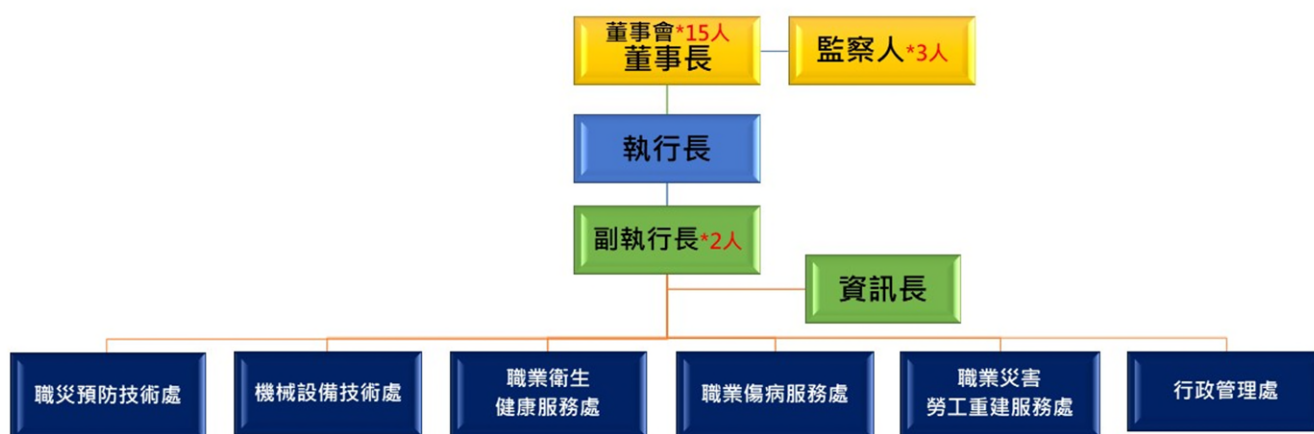 董事會*15人
董事長
監察人*3人
執行長
副執行長*2人
資訊長
職災預防技術處
機械設備技術處
職業衛生
健康服務處
職業傷病服務處
職業災害
勞工重建服務處
行政管理處